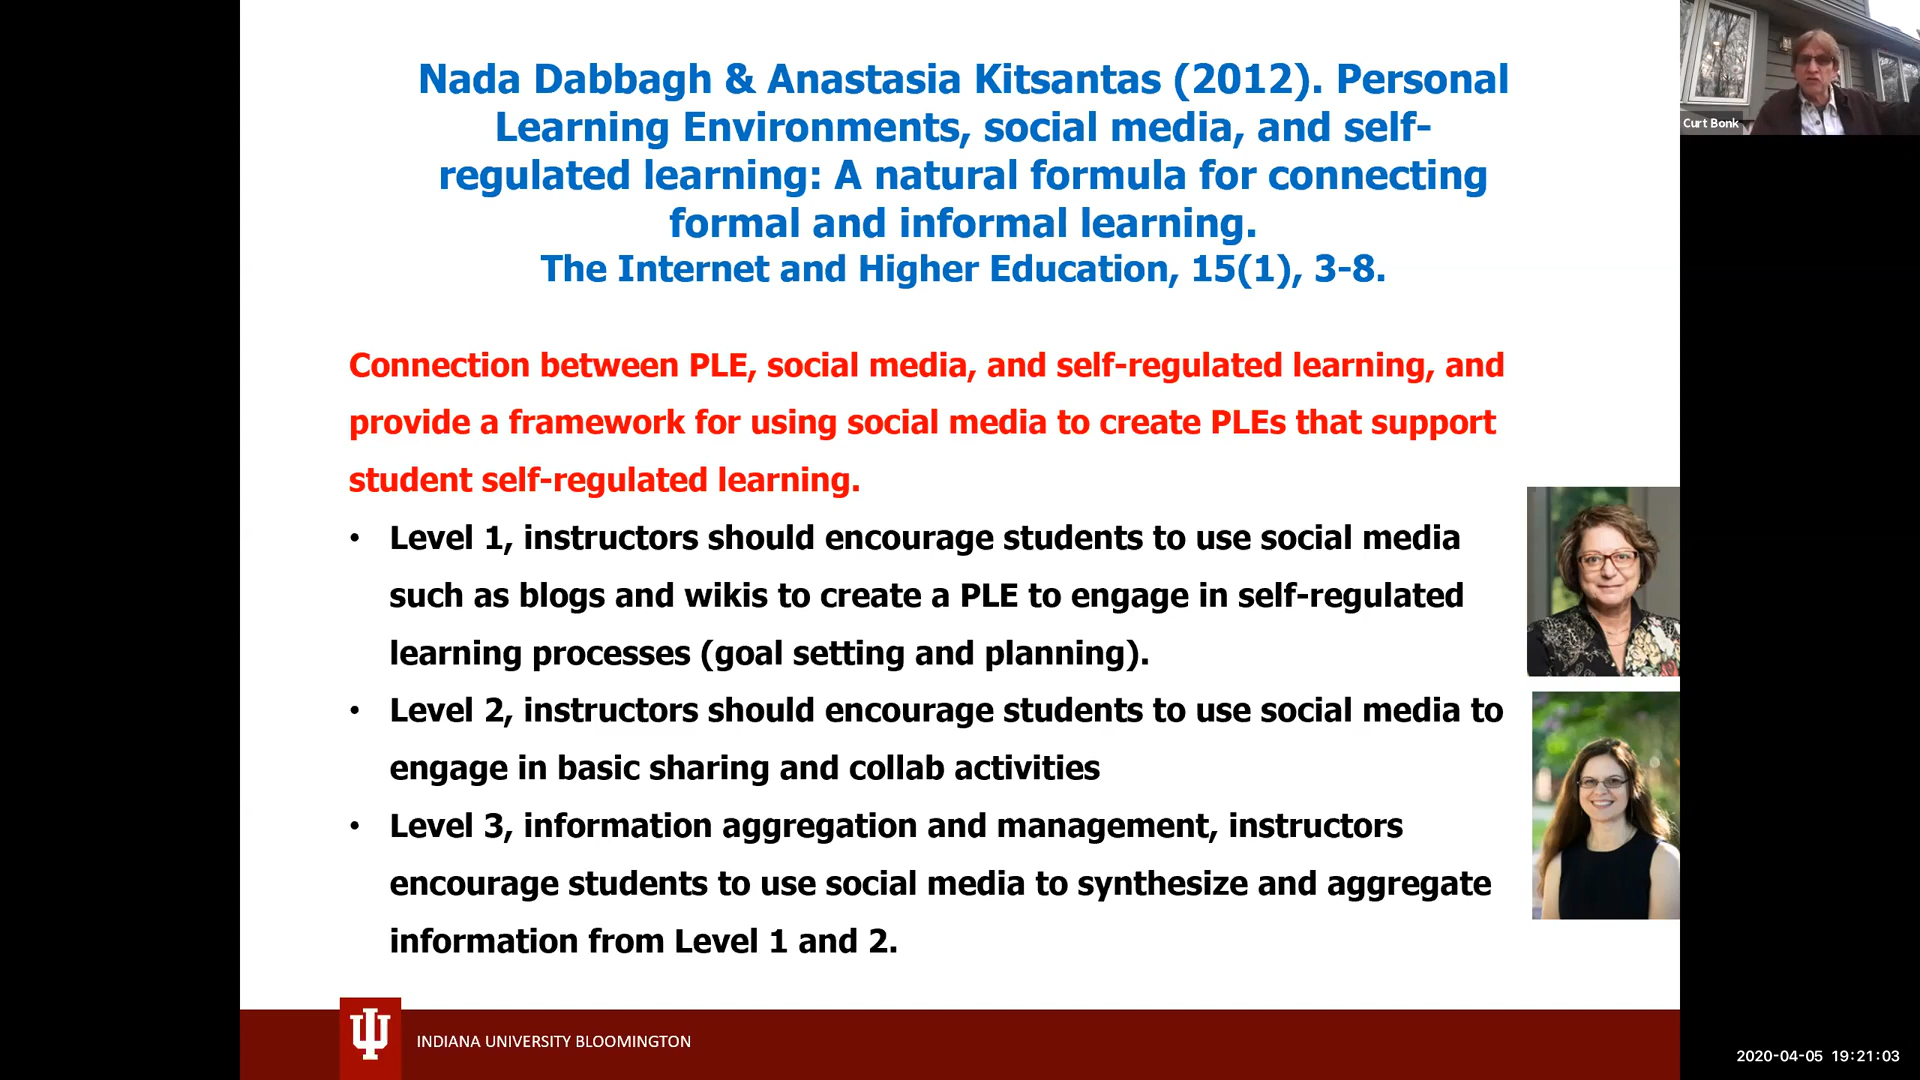 Nada Dabbagh & Anastasia Kitsantas (2012). Personal
Learning Environments, social media, and self-
regulated learning: A natural formula for connecting
formal and informal learning.
The Internet and Higher Education, 15(1), 3-8.
Connection between PLE, social media, and self-regulated learning, and
provide a framework for using social media to create PLEs that support
student self-regulated learning.
• Level 1, instructors should encourage students to use social media
such as blogs and wikis to create a PLE to engage in self-regulated
learning processes (goal setting and planning).
• Level 2, instructors should encourage students to use social media to
engage in basic sharing and collab activities
• Level 3, information aggregation and management, instructors
encourage students to use social media to synthesize and aggregate
information from Level 1 and 2.
INDIANA UNIVERSITY BLOOMINGTON
Curt Bonk
2020-04-05 19:21:03